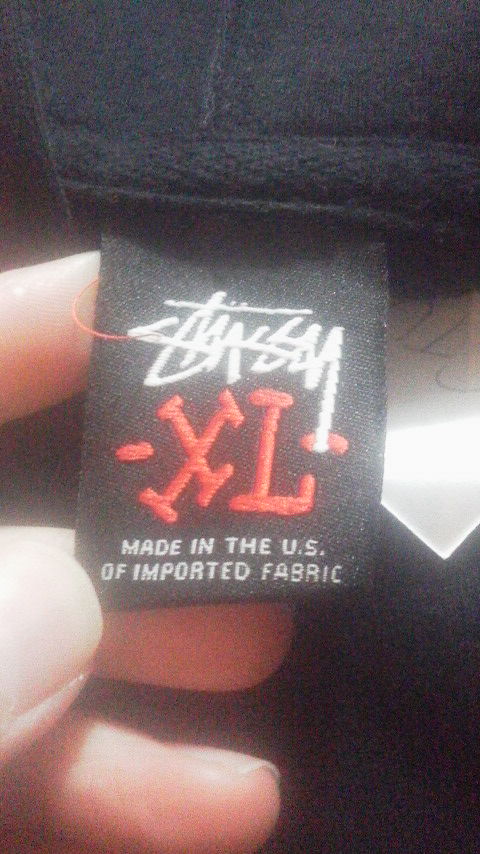 Stüssy
-XL-
MADE IN THE U.S.
OF IMPORTED FABRIC